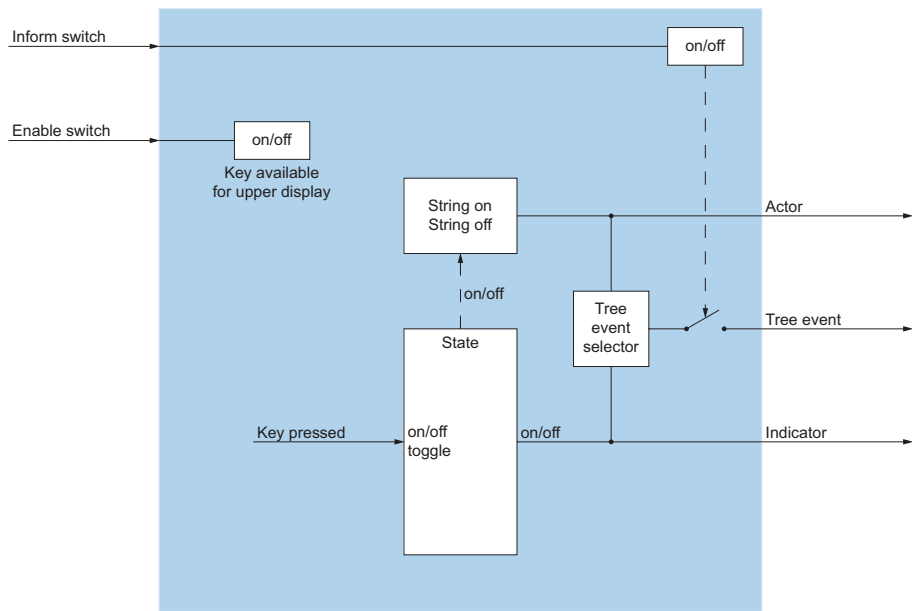 Inform switch
on/off
Enable switch
on/off
Key available
for upper display
String on
String off
Actor
on/off
Tree
event
selector
Tree event
State
Key pressed
on/off
toggle
on/off
Indicator